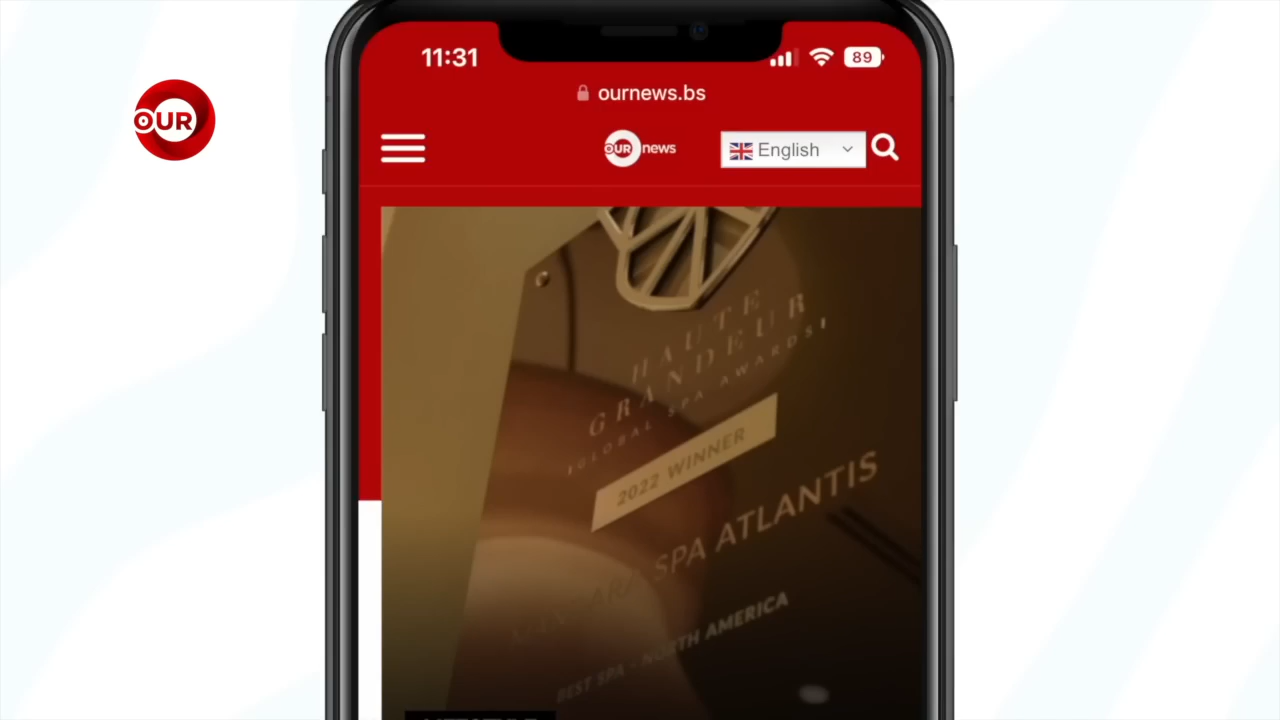 11:31
89
ournews.bs
OUR
OUR news
English
HAUTE
GRANDEUR
GLOBAL SPA AWARDS
2022 WINNER
SPA ATLANTIS
BEST SPA - NORTH AMERICA